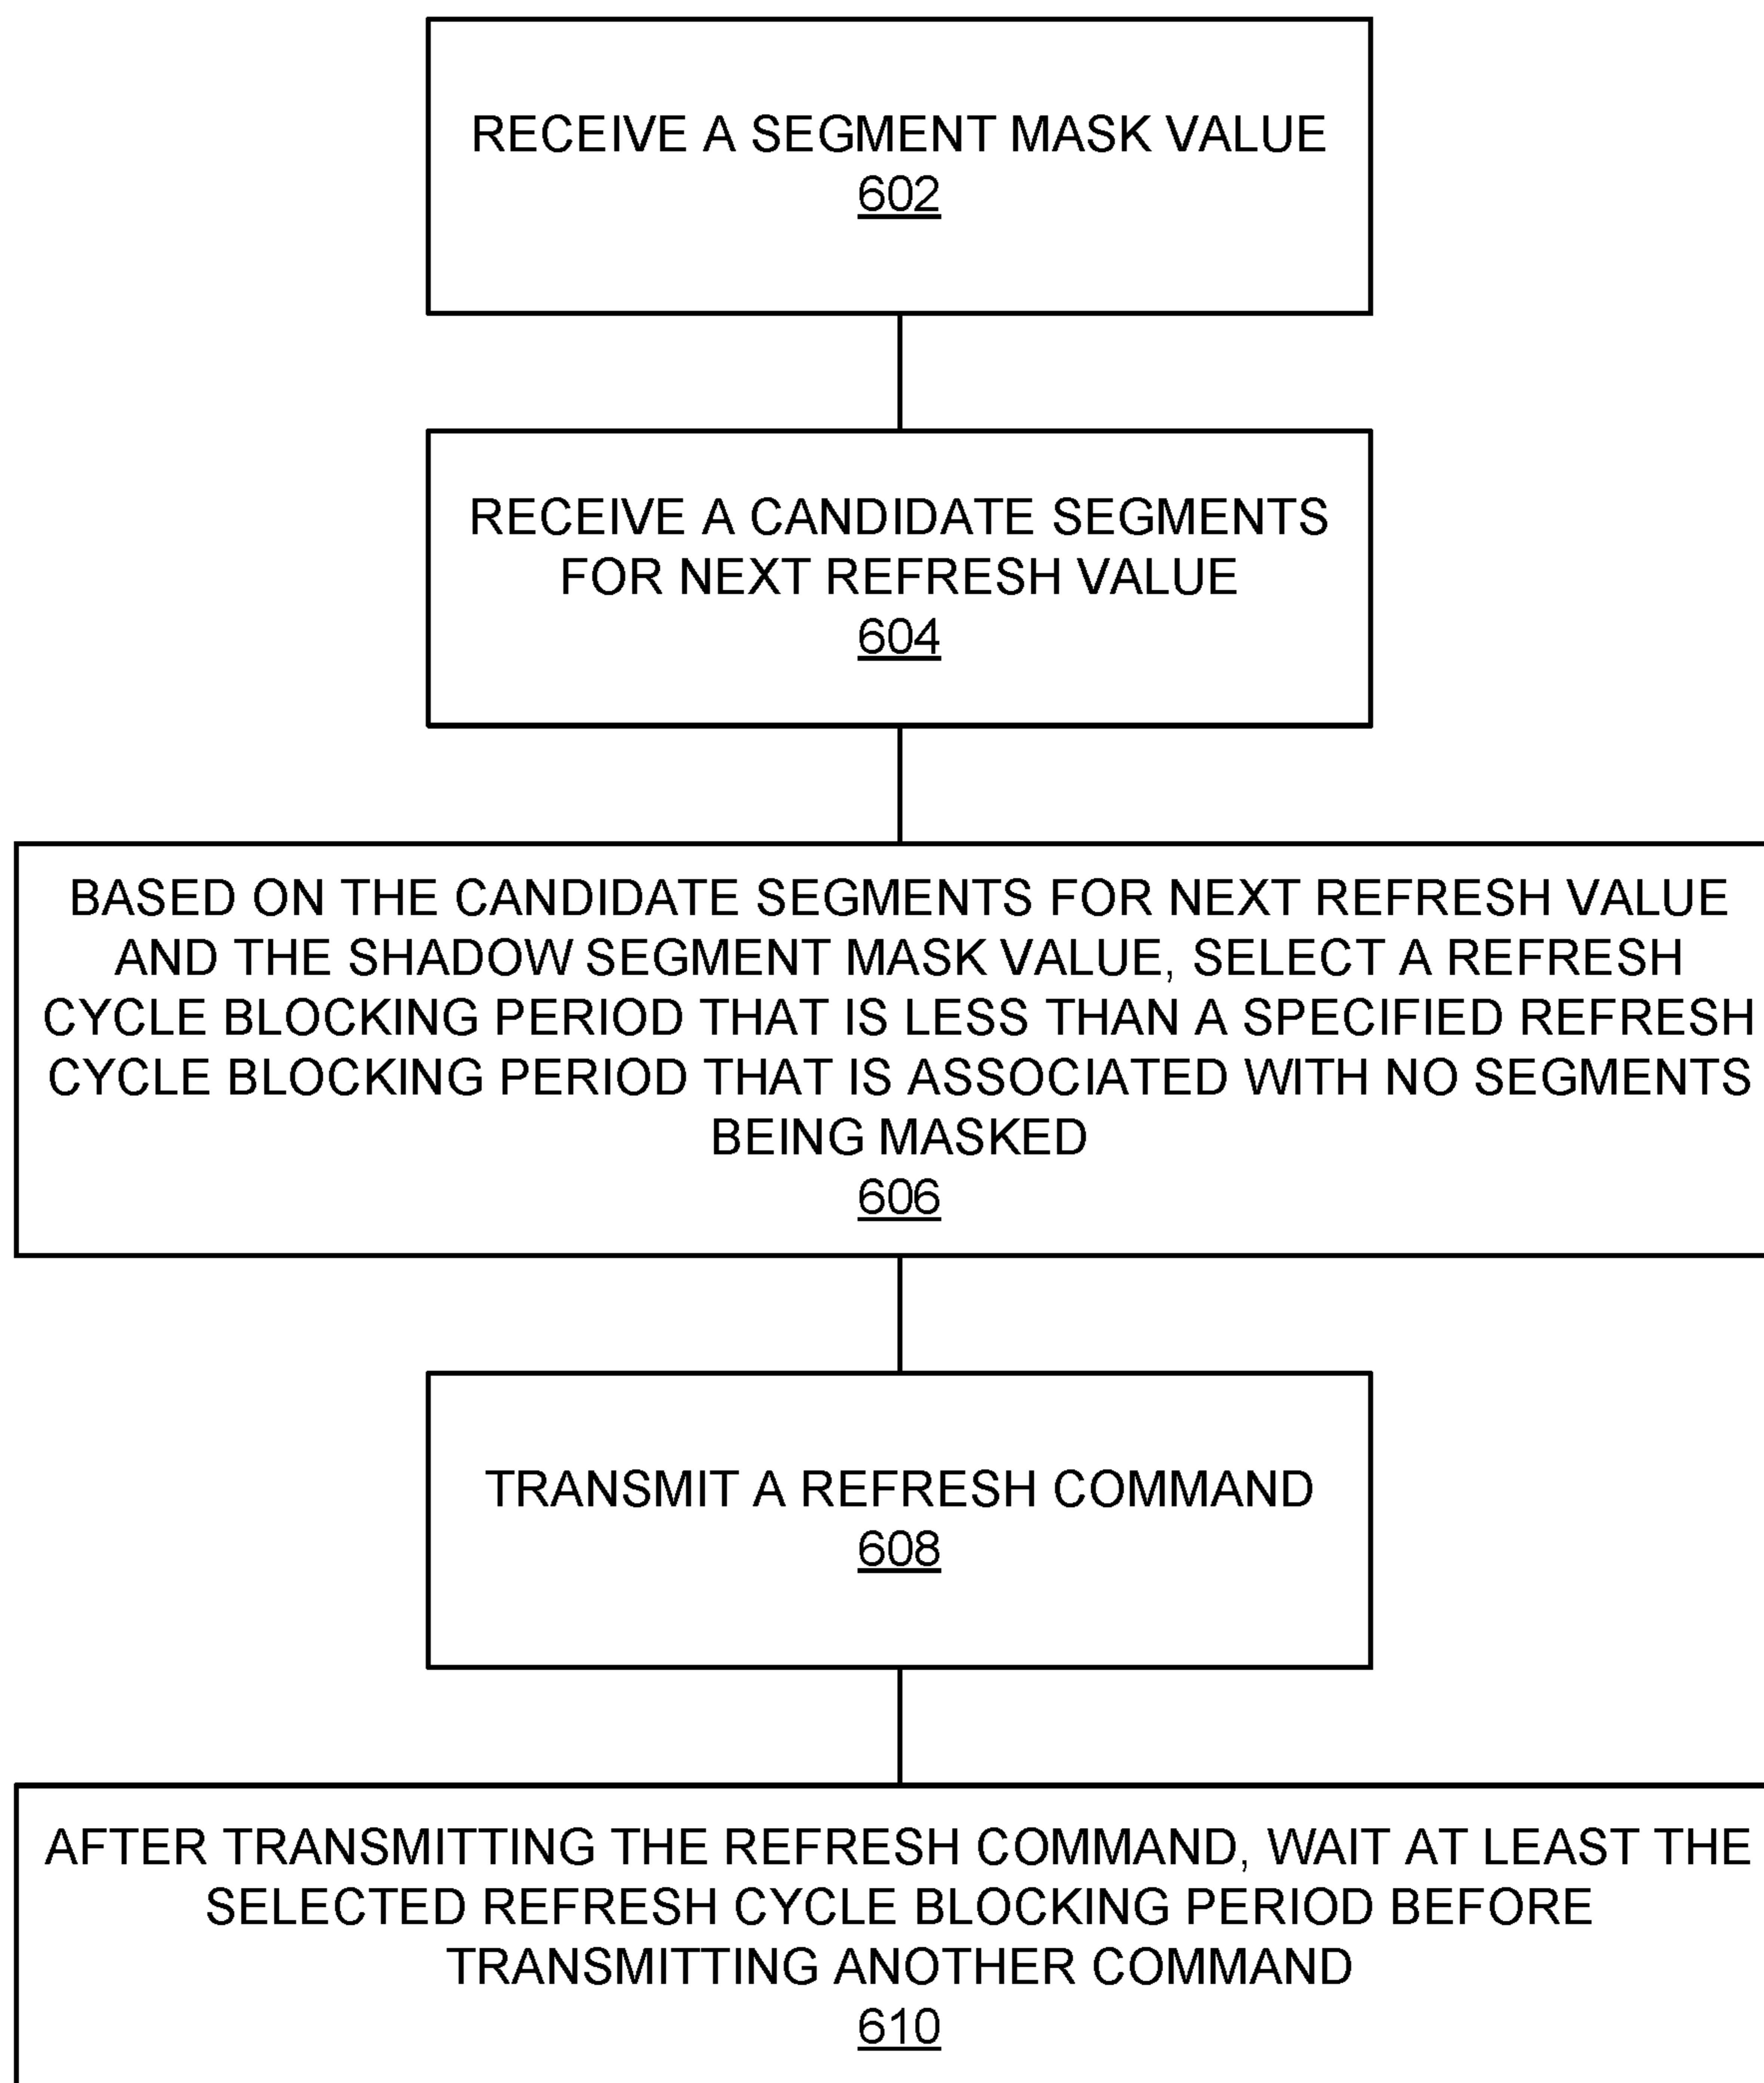 RECEIVE A SEGMENT MASK VALUE
602
RECEIVE A CANDIDATE SEGMENTS
FOR NEXT REFRESH VALUE
604
BASED ON THE CANDIDATE SEGMENTS FOR NEXT REFRESH VALUE
AND THE SHADOW SEGMENT MASK VALUE, SELECT A REFRESH
CYCLE BLOCKING PERIOD THAT IS LESS THAN A SPECIFIED REFRESH
CYCLE BLOCKING PERIOD THAT IS ASSOCIATED WITH NO SEGMENTS
BEING MASKED
606
TRANSMIT A REFRESH COMMAND
608
AFTER TRANSMITTING THE REFRESH COMMAND, WAIT AT LEAST THE
SELECTED REFRESH CYCLE BLOCKING PERIOD BEFORE
TRANSMITTING ANOTHER COMMAND
610